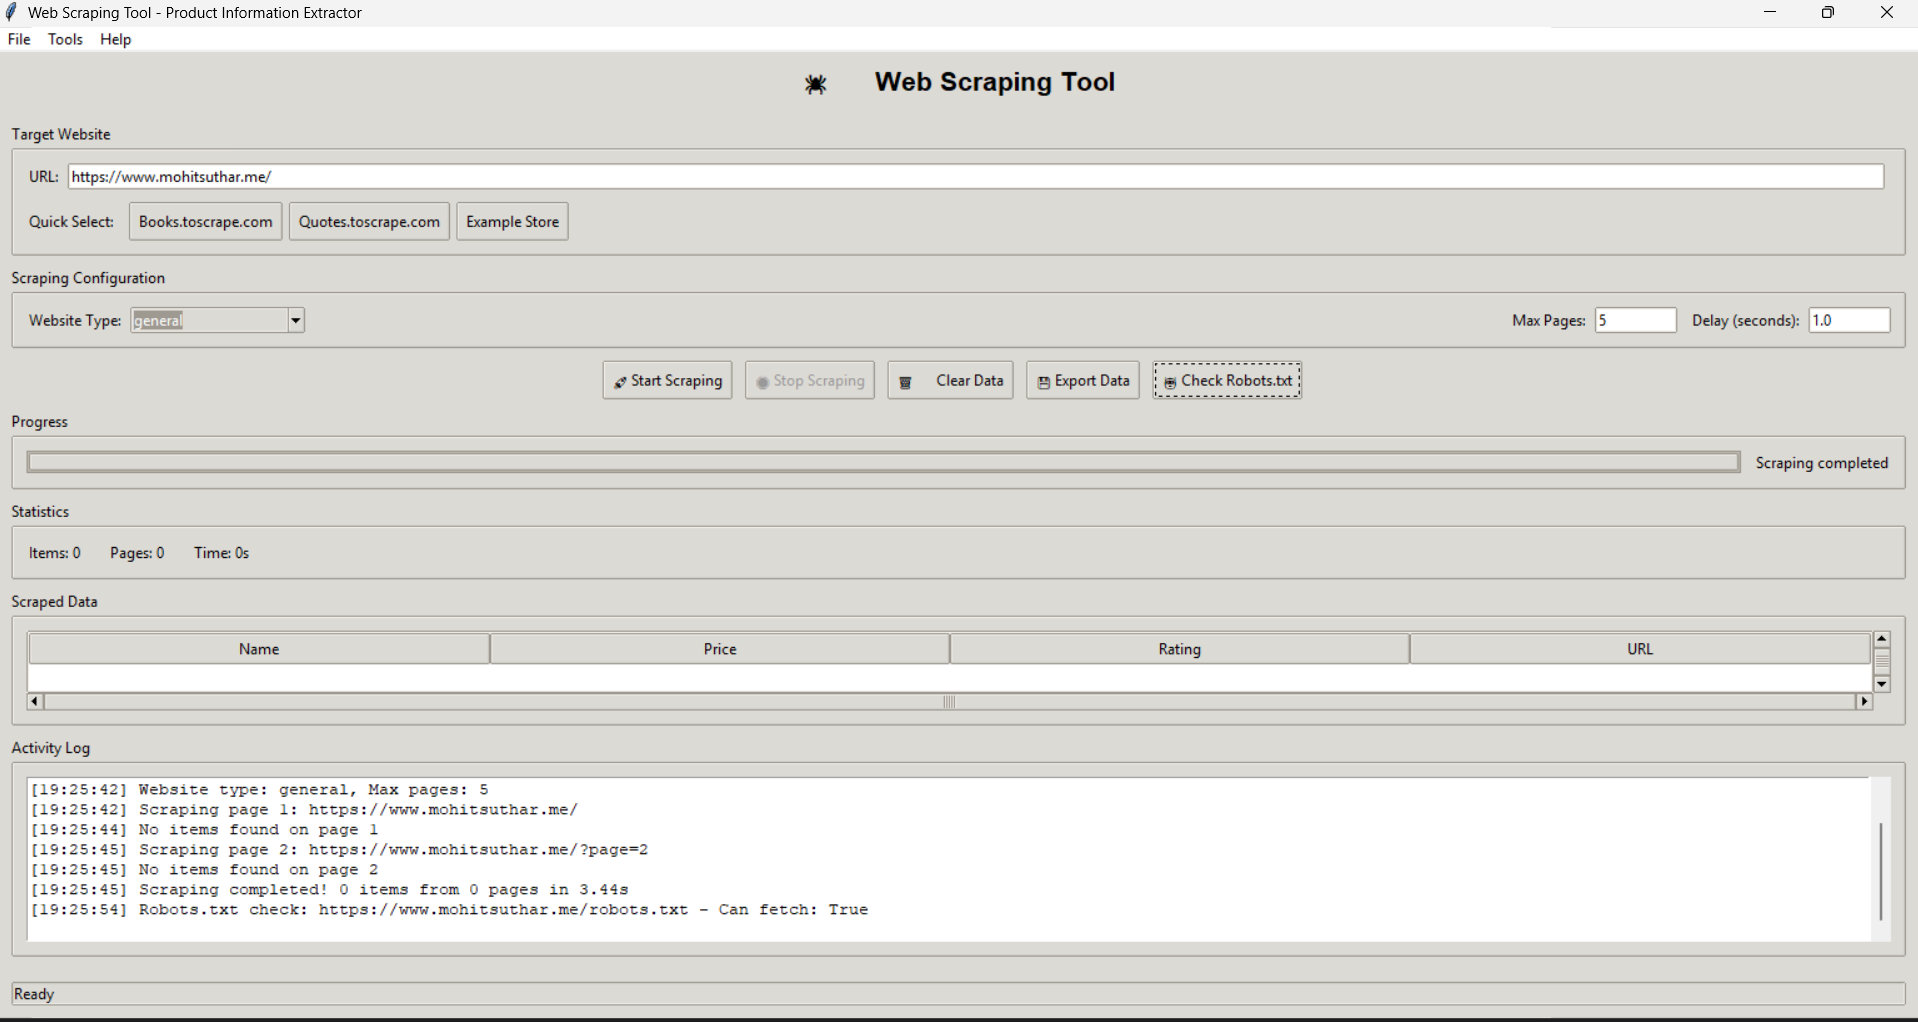 Web Scraping Tool - Product Information Extractor
File Tools Help
Web Scraping Tool
Target Website
URL: https://www.mohitsuthar.me/
Quick Select: Books.toscrape.com Quotes.toscrape.com Example Store
Scraping Configuration
Website Type: general Max Pages: 5 Delay (seconds): 1.0
Start Scraping Stop Scraping Clear Data Export Data Check Robots.txt
Progress
Scraping completed
Statistics
Items: 0 Pages: 0 Time: 0s
Scraped Data
Name Price Rating URL
Activity Log
[19:25:42] Website type: general, Max pages: 5
[19:25:42] Scraping page 1: https://www.mohitsuthar.me/
[19:25:44] No items found on page 1
[19:25:45] Scraping page 2: https://www.mohitsuthar.me/?page=2
[19:25:45] No items found on page 2
[19:25:45] Scraping completed! 0 items from 0 pages in 3.44s
[19:25:54] Robots.txt check: https://www.mohitsuthar.me/robots.txt - Can fetch: True
Ready